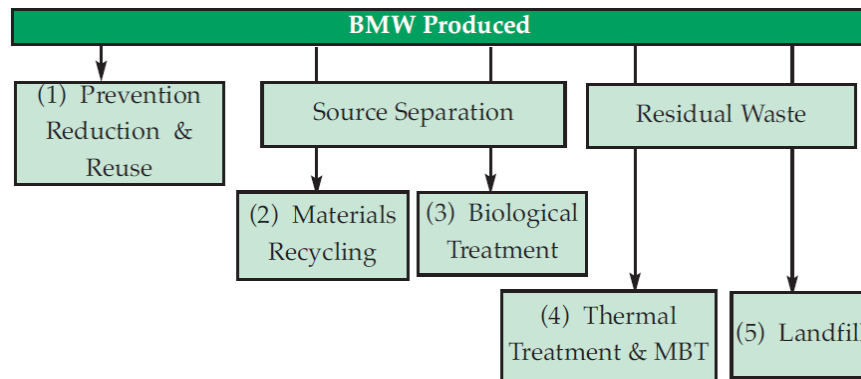 BMW Produced
(1) Prevention
Reduction &
Reuse
Source Separation
Residual Waste
(2) Materials
Recycling
(3) Biological
Treatment
(4) Thermal
Treatment & MBT
(5) Landfill